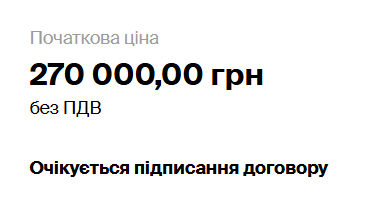 Початкова ціна
270 000,00 грн
без ПДВ
Очікується підписання договору